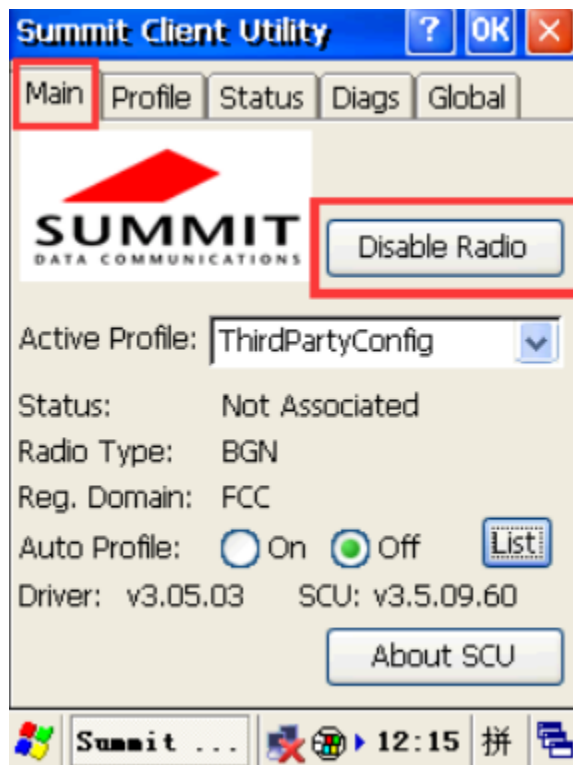 Summit Client Utility ? OK ×
Main Profile Status Diags Global
SUMMIT
DATA COMMUNICATIONS
Disable Radio
Active Profile: ThirdPartyConfig
Status: Not Associated
Radio Type: BGN
Reg. Domain: FCC
Auto Profile: On Off List
Driver: v3.05.03 SCU: v3.5.09.60
About SCU
Summit ... 12:15 拼